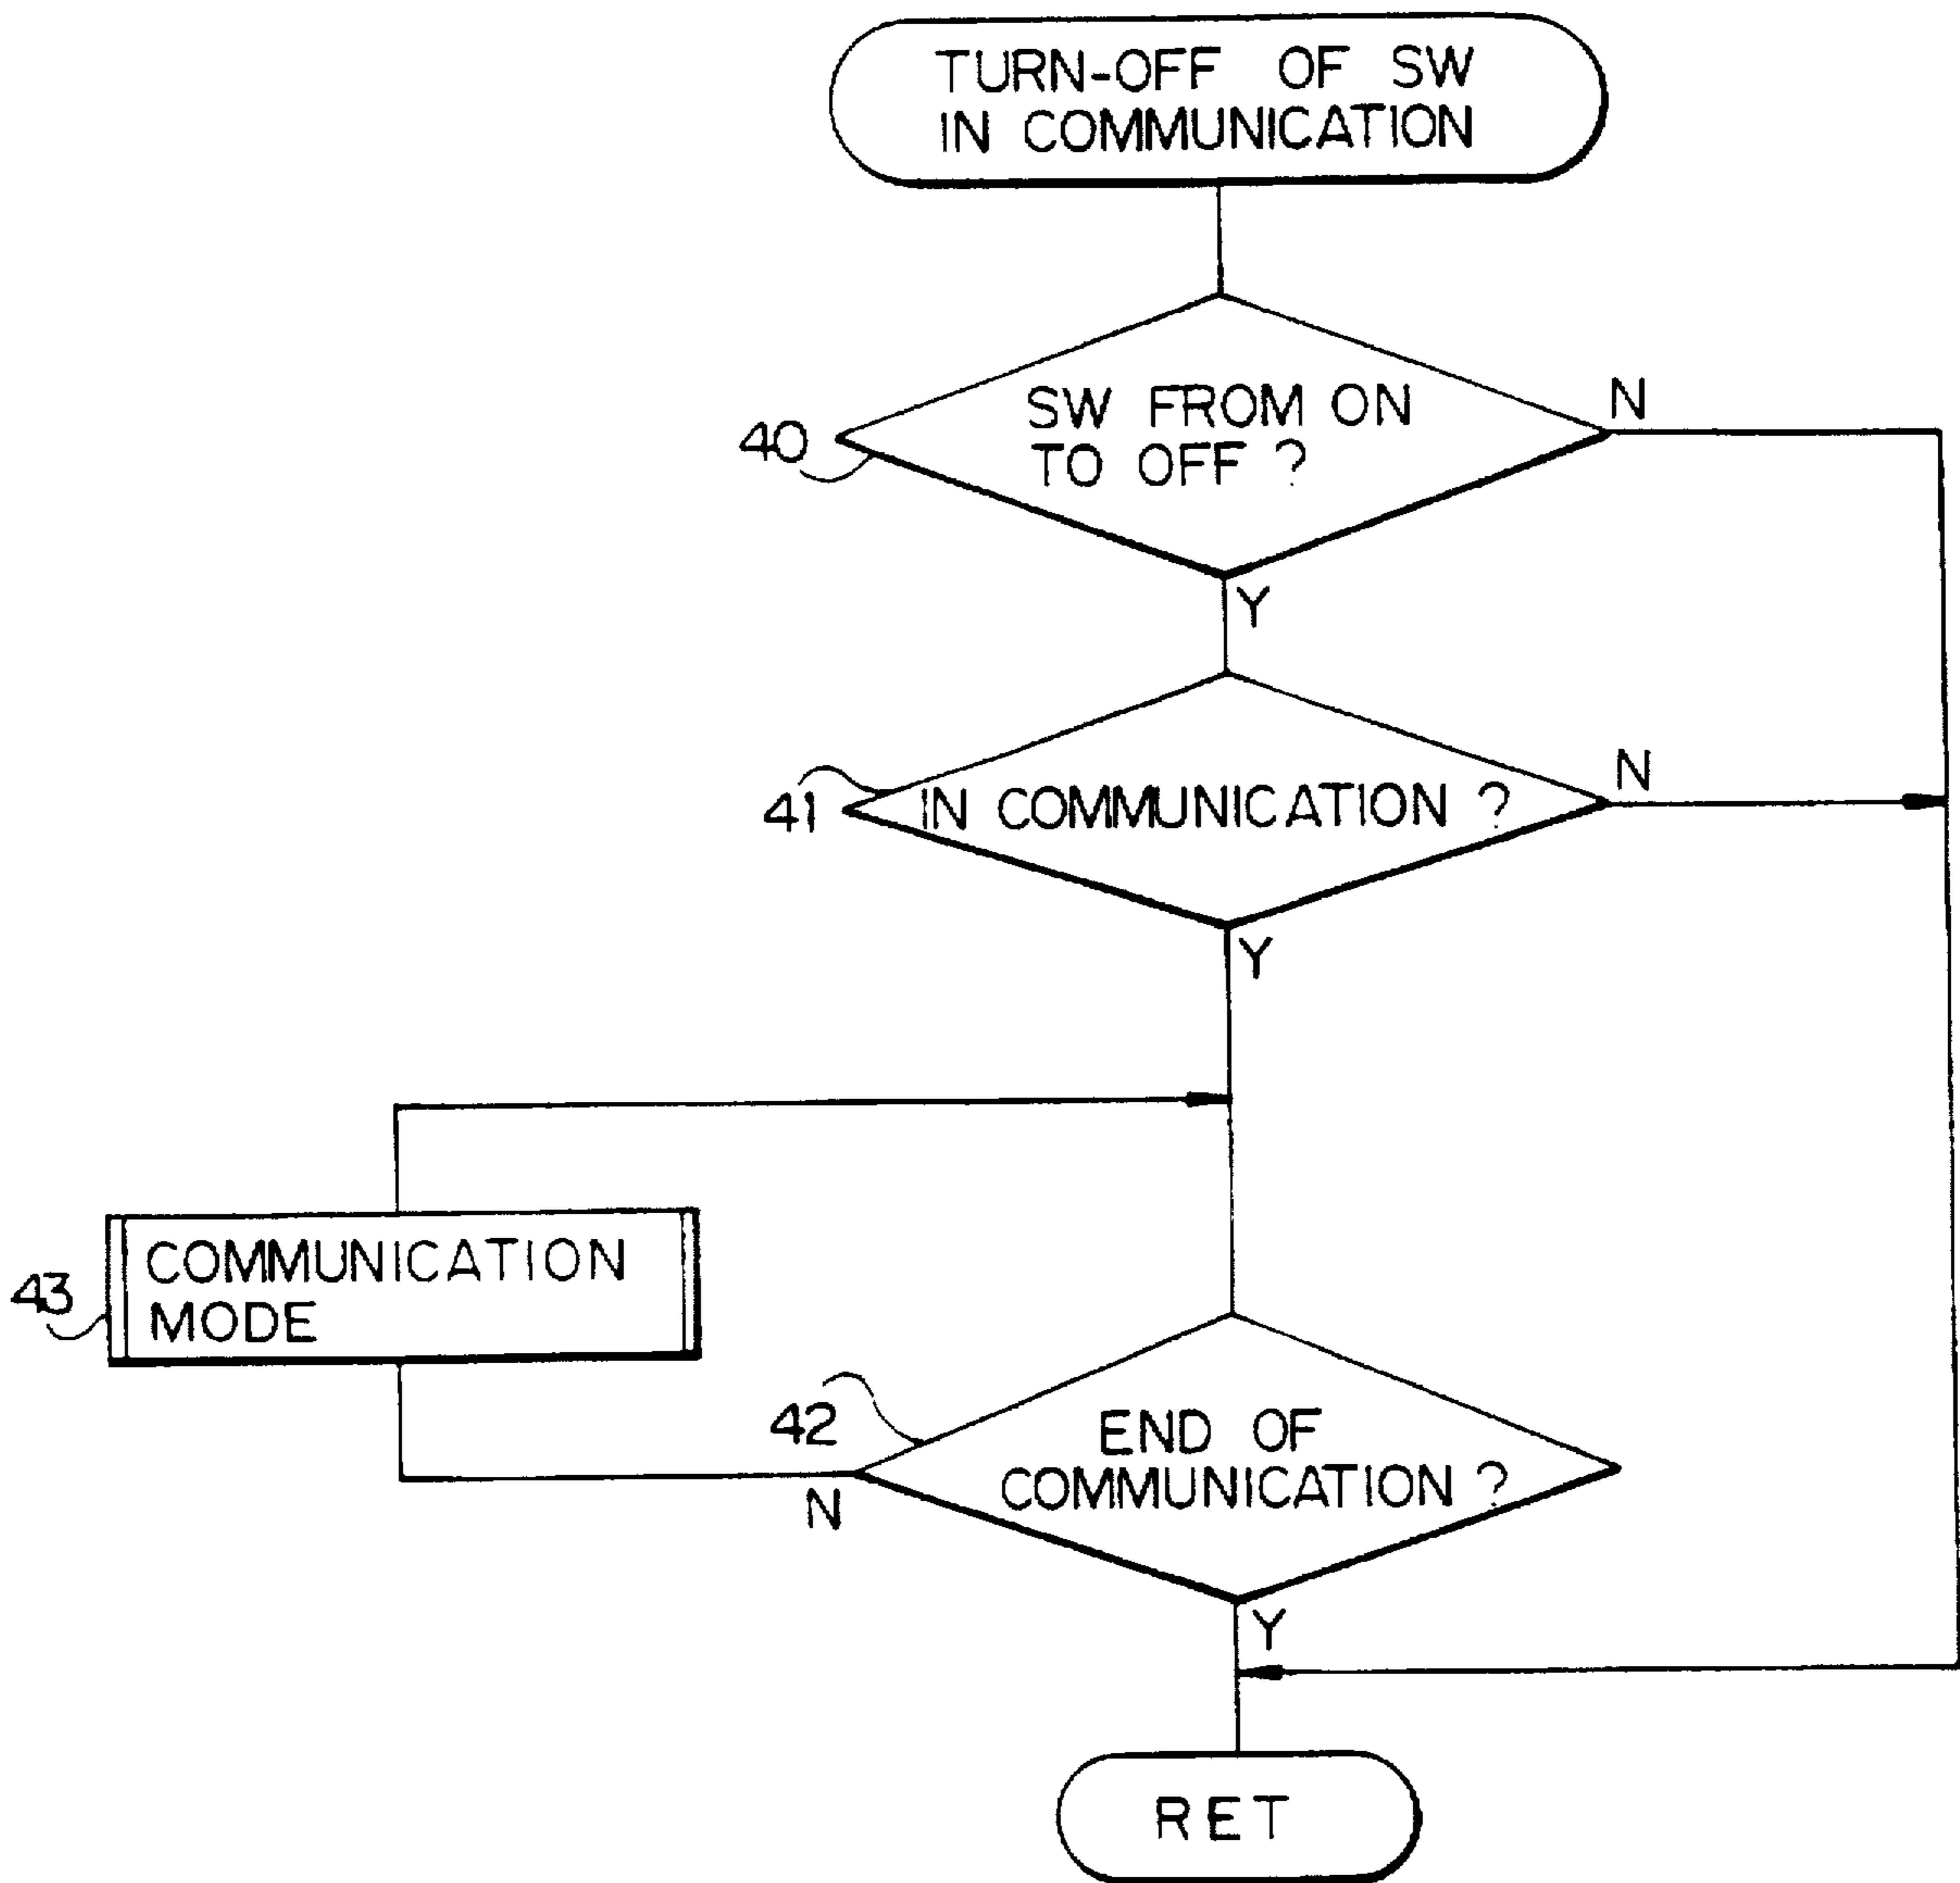 TURN-OFF OF SW
IN COMMUNICATION
SW FROM ON
TO OFF ?
N
40
Y
IN COMMUNICATION ?
N
41
Y
COMMUNICATION
MODE
43
END OF
COMMUNICATION ?
42
N
Y
RET